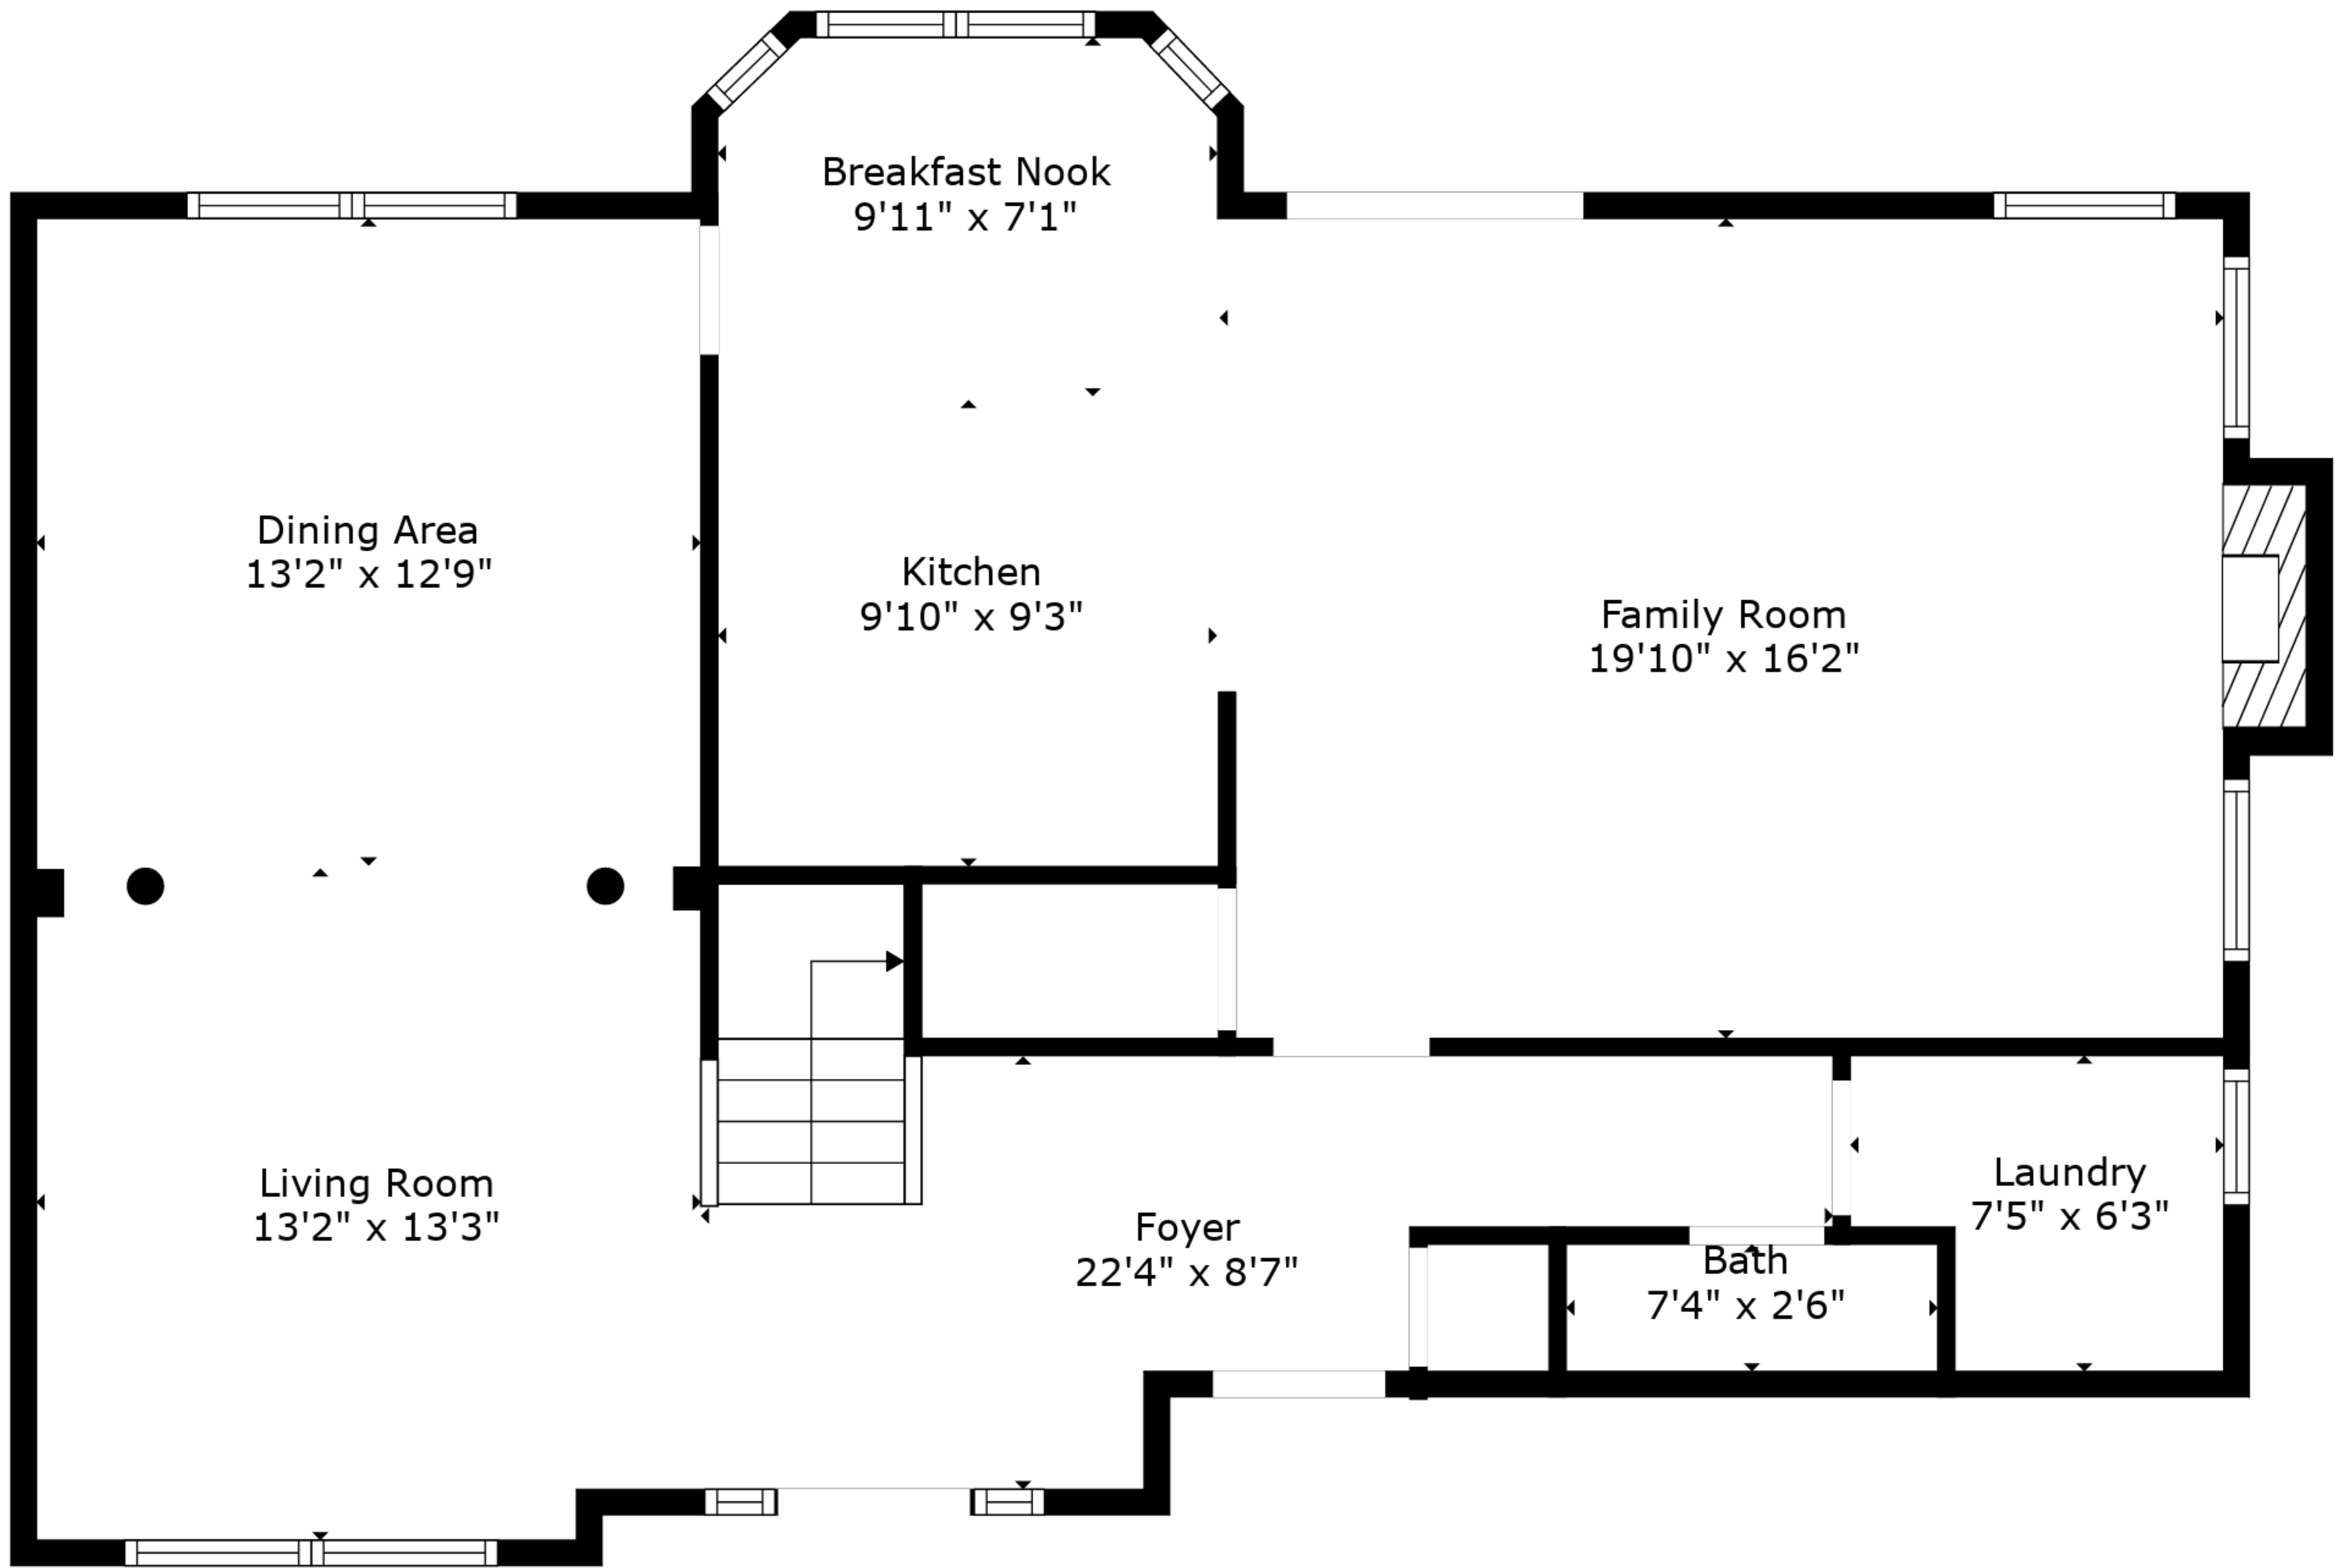 Breakfast Nook
9'11" x 7'1"
Dining Area
13'2" x 12'9"
Kitchen
9'10" x 9'3"
Family Room
19'10" x 16'2"
Living Room
13'2" x 13'3"
Foyer
22'4" x 8'7"
Laundry
7'5" x 6'3"
Bath
7'4" x 2'6"